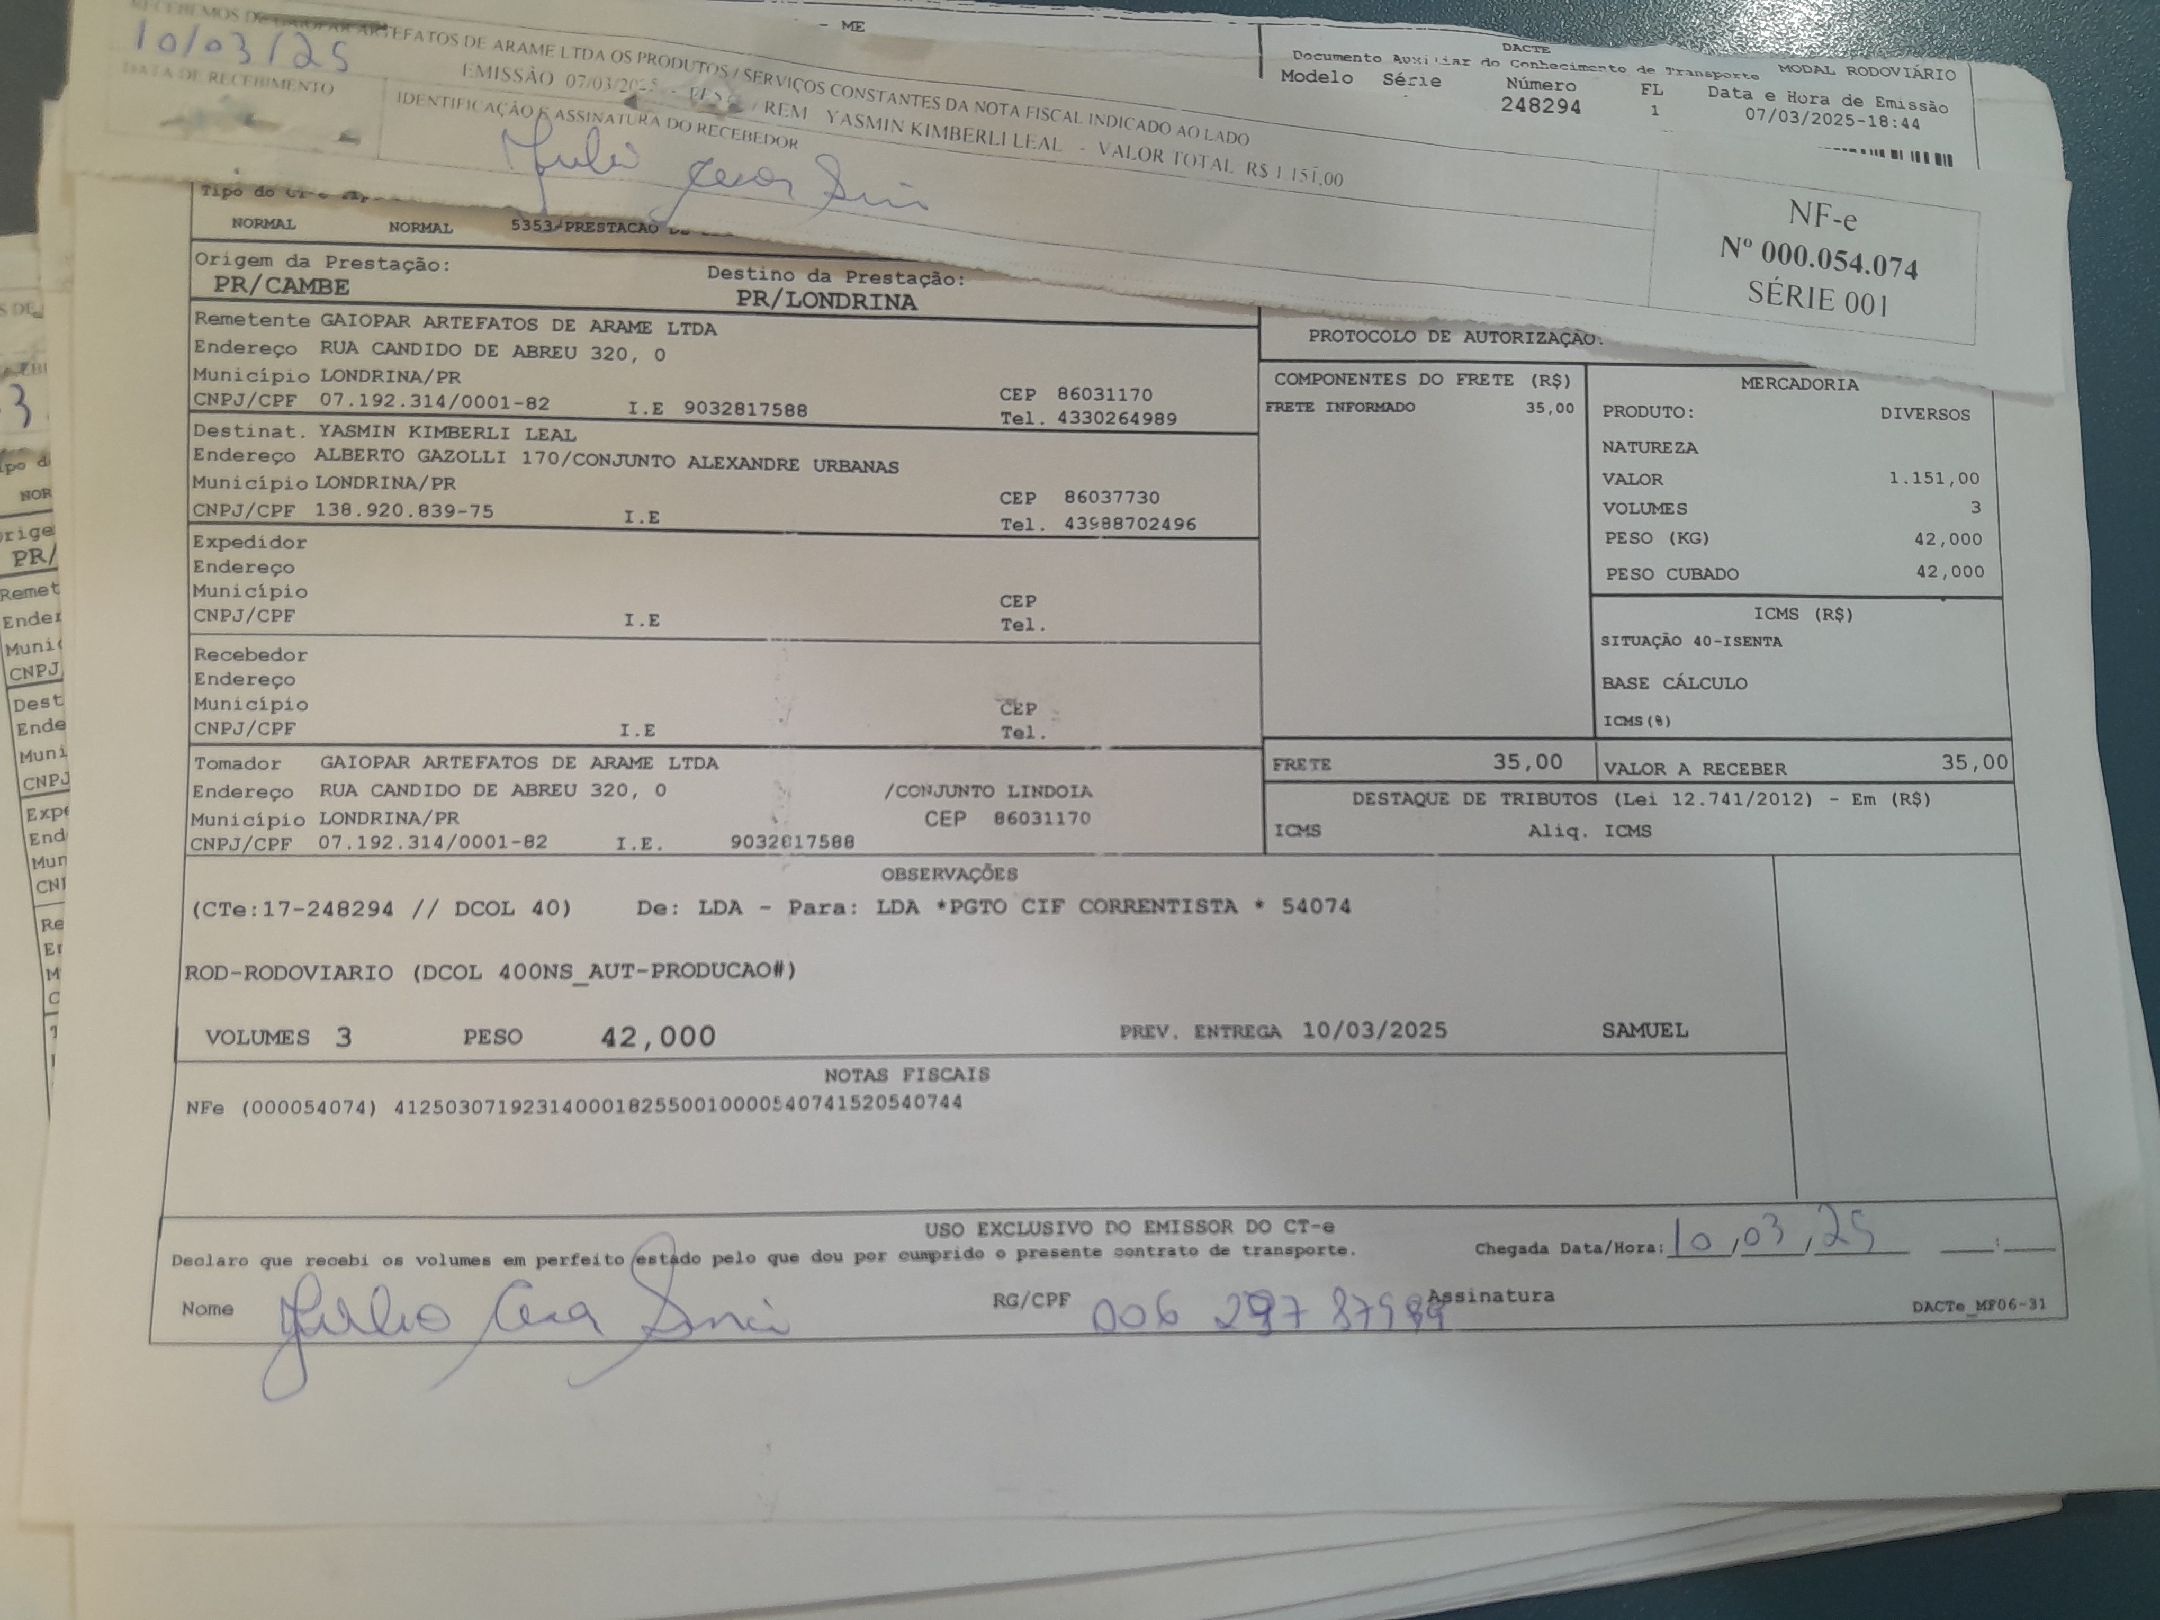 - ME
RECEBEMOS DE GAIOPAR ARTEFATOS DE ARAME LTDA OS PRODUTOS / SERVIÇOS CONSTANTES DA NOTA FISCAL INDICADO AO LADO
10/03/25
EMISSÃO 07/03/2025 - DEST / REM YASMIN KIMBERLI LEAL - VALOR TOTAL R$ 1.151,00
DATA DE RECEBIMENTO
IDENTIFICAÇÃO E ASSINATURA DO RECEBEDOR
NF-e
Nº 000.054.074
SÉRIE 001
DACTE
Documento Auxiliar do Conhecimento de Transporte MODAL RODOVIÁRIO
Modelo Série Número FL Data e Hora de Emissão
248294 1 07/03/2025-18:44
Tipo do
NORMAL NORMAL 5353-PRESTACAO
Origem da Prestação: Destino da Prestação:
PR/CAMBE PR/LONDRINA
Remetente GAIOPAR ARTEFATOS DE ARAME LTDA
Endereço RUA CANDIDO DE ABREU 320, 0
Município LONDRINA/PR CEP 86031170
CNPJ/CPF 07.192.314/0001-82 I.E 9032817588 Tel. 4330264989
Destinat. YASMIN KIMBERLI LEAL
Endereço ALBERTO GAZOLLI 170/CONJUNTO ALEXANDRE URBANAS
Município LONDRINA/PR CEP 86037730
CNPJ/CPF 138.920.839-75 I.E Tel. 43988702496
Expedidor
Endereço
Município CEP
CNPJ/CPF I.E Tel.
Recebedor
Endereço
Município CEP
CNPJ/CPF I.E Tel.
Tomador GAIOPAR ARTEFATOS DE ARAME LTDA
Endereço RUA CANDIDO DE ABREU 320, 0 /CONJUNTO LINDOIA
Município LONDRINA/PR CEP 86031170
CNPJ/CPF 07.192.314/0001-82 I.E. 9032817588
PROTOCOLO DE AUTORIZAÇÃO:
COMPONENTES DO FRETE (R$)
FRETE INFORMADO 35,00
MERCADORIA
PRODUTO: DIVERSOS
NATUREZA
VALOR 1.151,00
VOLUMES 3
PESO (KG) 42,000
PESO CUBADO 42,000
ICMS (R$)
SITUAÇÃO 40-ISENTA
BASE CÁLCULO
ICMS(%)
FRETE 35,00 VALOR A RECEBER 35,00
DESTAQUE DE TRIBUTOS (Lei 12.741/2012) - Em (R$)
ICMS Aliq. ICMS
OBSERVAÇÕES
(CTe:17-248294 // DCOL 40) De: LDA - Para: LDA *PGTO CIF CORRENTISTA * 54074
ROD-RODOVIARIO (DCOL 400NS_AUT-PRODUCAO#)
VOLUMES 3 PESO 42,000 PREV. ENTREGA 10/03/2025 SAMUEL
NOTAS FISCAIS
NFe (000054074) 41250307192314000182550010000540741520540744
USO EXCLUSIVO DO EMISSOR DO CT-e
Declaro que recebi os volumes em perfeito estado pelo que dou por cumprido o presente contrato de transporte. Chegada Data/Hora: 10/03/25 :
Nome RG/CPF 006 297 Assinatura
DACTe_MF06-31